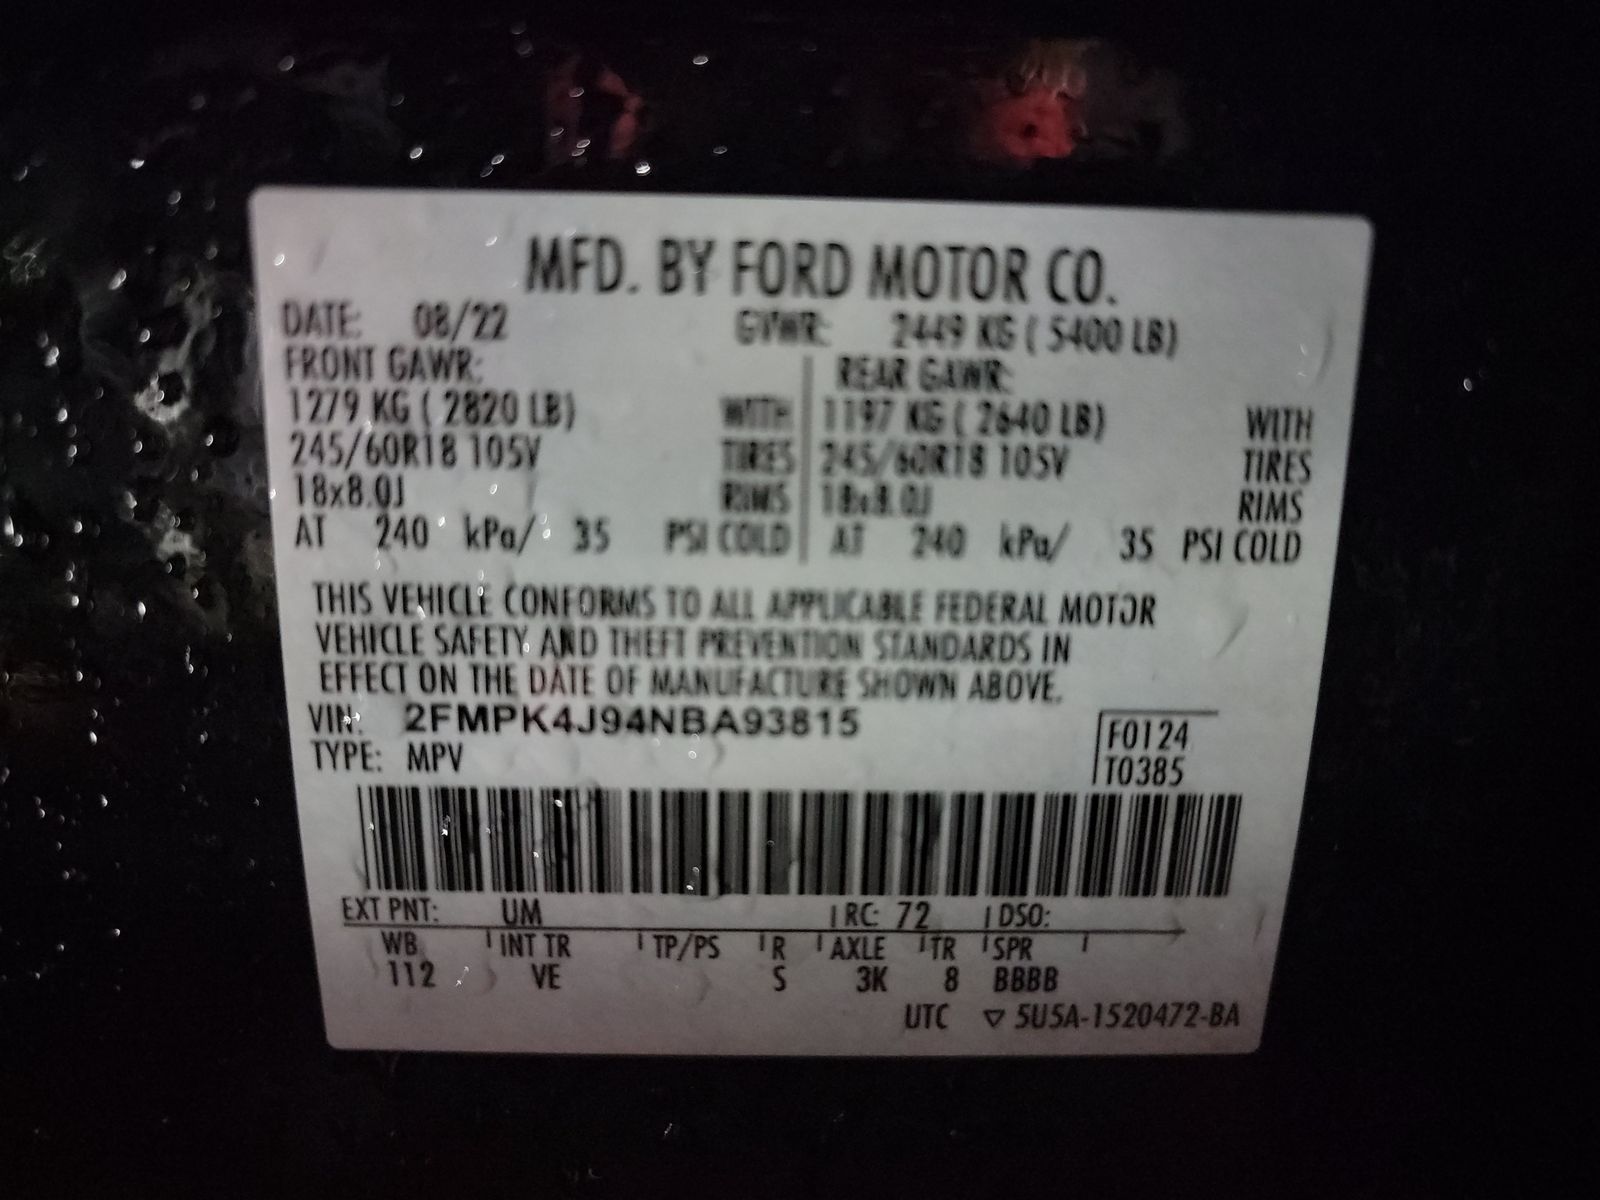 MFD. BY FORD MOTOR CO.
DATE: 08/22 GVWR: 2449 KG ( 5400 LB)
FRONT GAWR: REAR GAWR:
1279 KG ( 2820 LB) WITH 1197 KG ( 2640 LB) WITH
245/60R18 105V TIRES 245/60R18 105V TIRES
18x8.0J RIMS 18x8.0J RIMS
AT 240 kPa/ 35 PSI COLD AT 240 kPa/ 35 PSI COLD
THIS VEHICLE CONFORMS TO ALL APPLICABLE FEDERAL MOTOR
VEHICLE SAFETY AND THEFT PREVENTION STANDARDS IN
EFFECT ON THE DATE OF MANUFACTURE SHOWN ABOVE.
VIN: 2FMPK4J94NBA93815 F0124
TYPE: MPV T0385
EXT PNT: UM RC: 72 DSO:
WB INT TR TP/PS R AXLE TR SPR
112 VE S 3K 8 BBBB
UTC ▽ 5U5A-1520472-BA